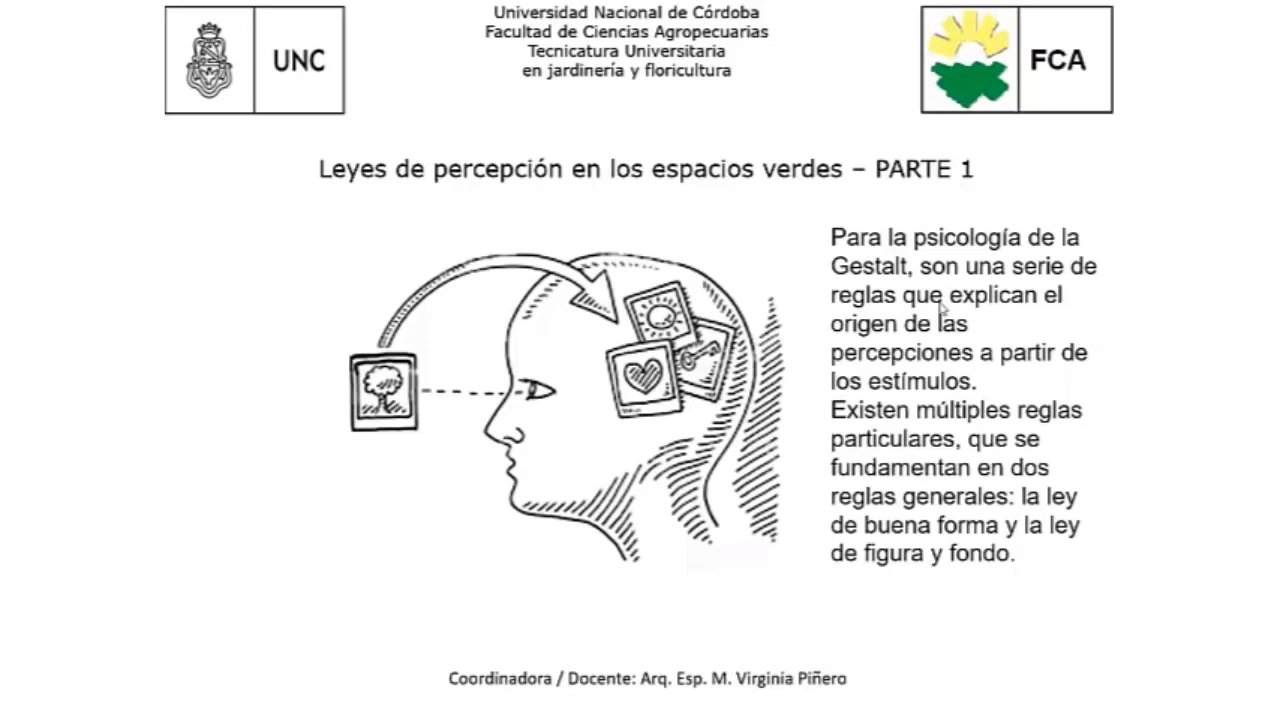 UNC
Universidad Nacional de Córdoba
Facultad de Ciencias Agropecuarias
Tecnicatura Universitaria
en jardinería y floricultura
FCA
Leyes de percepción en los espacios verdes – PARTE 1
Para la psicología de la
Gestalt, son una serie de
reglas que explican el
origen de las
percepciones a partir de
los estímulos.
Existen múltiples reglas
particulares, que se
fundamentan en dos
reglas generales: la ley
de buena forma y la ley
de figura y fondo.
Coordinadora / Docente: Arq. Esp. M. Virginia Piñero